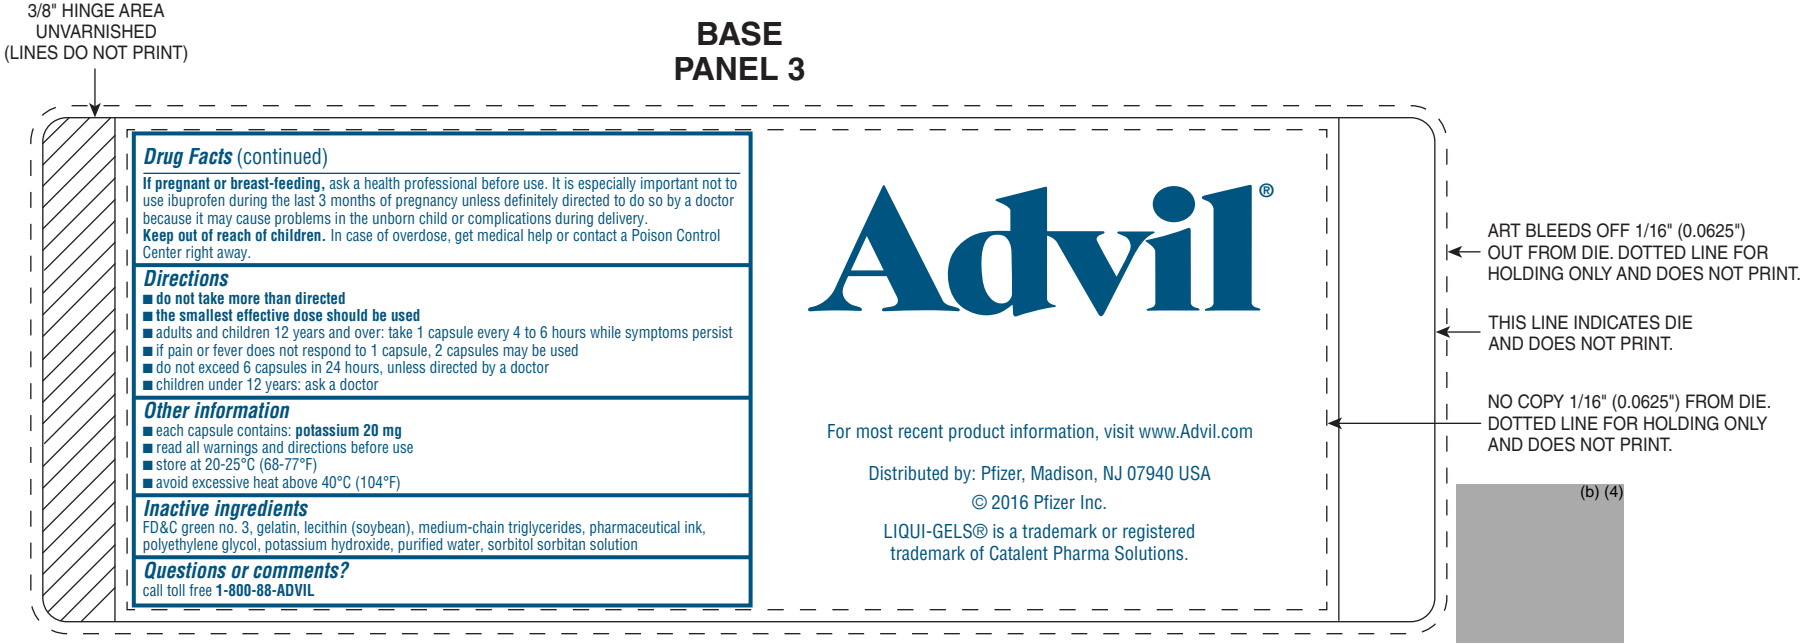 3/8" HINGE AREA
UNVARNISHED
(LINES DO NOT PRINT)
BASE
PANEL 3
Drug Facts (continued)
If pregnant or breast-feeding, ask a health professional before use. It is especially important not to
use ibuprofen during the last 3 months of pregnancy unless definitely directed to do so by a doctor
because it may cause problems in the unborn child or complications during delivery.
Keep out of reach of children. In case of overdose, get medical help or contact a Poison Control
Center right away.
Directions
■ do not take more than directed
■ the smallest effective dose should be used
■ adults and children 12 years and over: take 1 capsule every 4 to 6 hours while symptoms persist
■ if pain or fever does not respond to 1 capsule, 2 capsules may be used
■ do not exceed 6 capsules in 24 hours, unless directed by a doctor
■ children under 12 years: ask a doctor
Other information
■ each capsule contains: potassium 20 mg
■ read all warnings and directions before use
■ store at 20-25°C (68-77°F)
■ avoid excessive heat above 40°C (104°F)
Inactive ingredients
FD&C green no. 3, gelatin, lecithin (soybean), medium-chain triglycerides, pharmaceutical ink,
polyethylene glycol, potassium hydroxide, purified water, sorbitol sorbitan solution
Questions or comments?
call toll free 1-800-88-ADVIL
Advil®
For most recent product information, visit www.Advil.com
Distributed by: Pfizer, Madison, NJ 07940 USA
© 2016 Pfizer Inc.
LIQUI-GELS® is a trademark or registered
trademark of Catalent Pharma Solutions.
ART BLEEDS OFF 1/16" (0.0625")
OUT FROM DIE. DOTTED LINE FOR
HOLDING ONLY AND DOES NOT PRINT.
THIS LINE INDICATES DIE
AND DOES NOT PRINT.
NO COPY 1/16" (0.0625") FROM DIE.
DOTTED LINE FOR HOLDING ONLY
AND DOES NOT PRINT.
(b) (4)